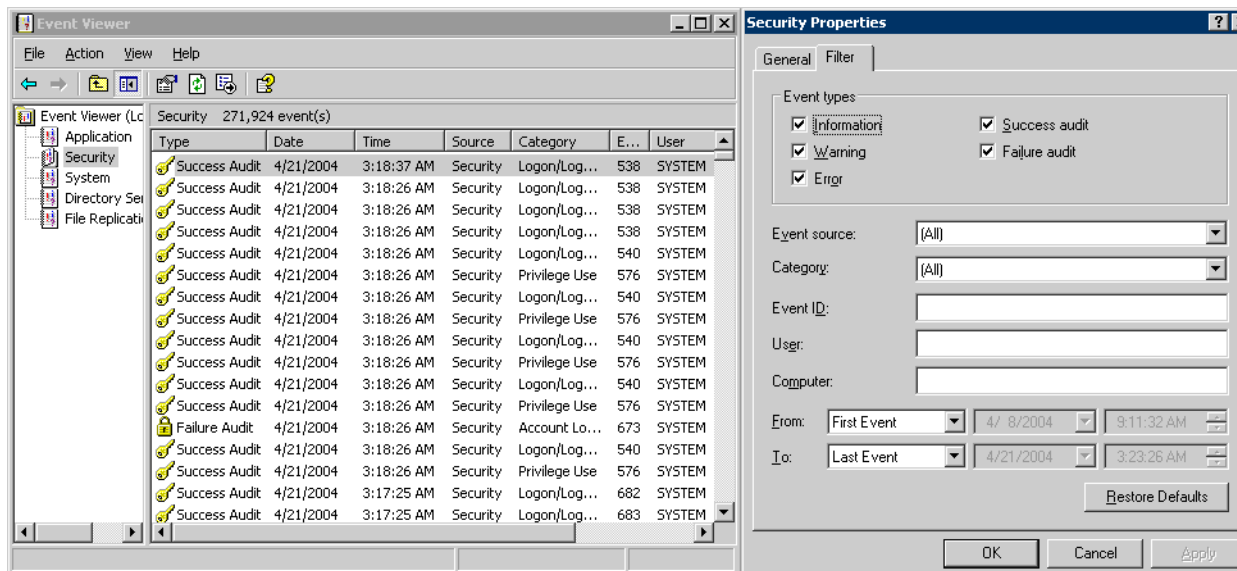 Event Viewer
File Action View Help
Event Viewer (Lc
Application
Security
System
Directory Ser
File Replicati
Security 271,924 event(s)
Type Date Time Source Category E... User
Success Audit 4/21/2004 3:18:37 AM Security Logon/Log... 538 SYSTEM
Success Audit 4/21/2004 3:18:26 AM Security Logon/Log... 538 SYSTEM
Success Audit 4/21/2004 3:18:26 AM Security Logon/Log... 538 SYSTEM
Success Audit 4/21/2004 3:18:26 AM Security Logon/Log... 538 SYSTEM
Success Audit 4/21/2004 3:18:26 AM Security Logon/Log... 540 SYSTEM
Success Audit 4/21/2004 3:18:26 AM Security Privilege Use 576 SYSTEM
Success Audit 4/21/2004 3:18:26 AM Security Logon/Log... 540 SYSTEM
Success Audit 4/21/2004 3:18:26 AM Security Privilege Use 576 SYSTEM
Success Audit 4/21/2004 3:18:26 AM Security Logon/Log... 540 SYSTEM
Success Audit 4/21/2004 3:18:26 AM Security Privilege Use 576 SYSTEM
Success Audit 4/21/2004 3:18:26 AM Security Logon/Log... 540 SYSTEM
Success Audit 4/21/2004 3:18:26 AM Security Privilege Use 576 SYSTEM
Failure Audit 4/21/2004 3:18:26 AM Security Account Lo... 673 SYSTEM
Success Audit 4/21/2004 3:18:26 AM Security Logon/Log... 540 SYSTEM
Success Audit 4/21/2004 3:18:26 AM Security Privilege Use 576 SYSTEM
Success Audit 4/21/2004 3:17:25 AM Security Logon/Log... 682 SYSTEM
Success Audit 4/21/2004 3:17:25 AM Security Logon/Log... 683 SYSTEM
Security Properties
General Filter
Event types
Information Success audit
Warning Failure audit
Error
Event source: (All)
Category: (All)
Event ID:
User:
Computer:
From: First Event 4/ 8/2004 9:11:32 AM
To: Last Event 4/21/2004 3:23:26 AM
Restore Defaults
OK Cancel Apply